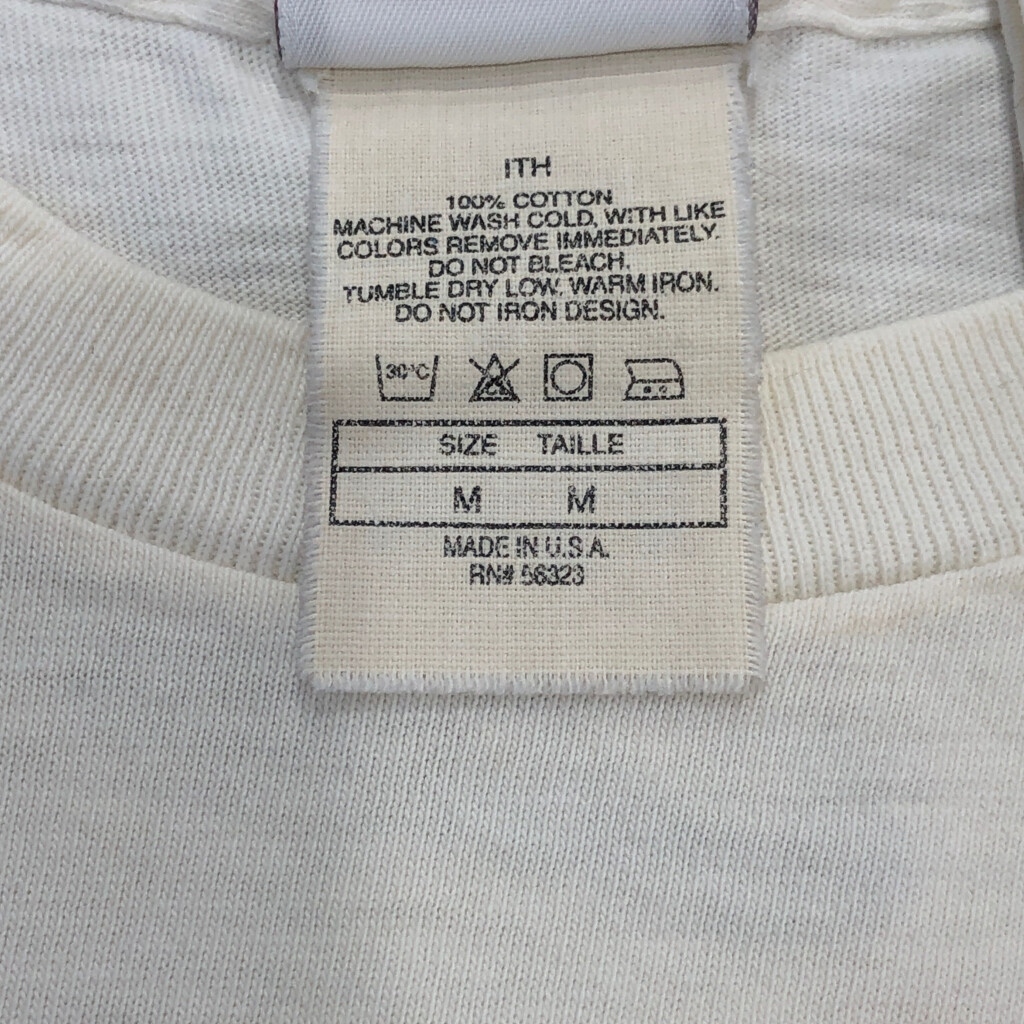 ITH
100% COTTON
MACHINE WASH COLD, WITH LIKE
COLORS REMOVE IMMEDIATELY.
DO NOT BLEACH.
TUMBLE DRY LOW. WARM IRON.
DO NOT IRON DESIGN.
30°C CL
SIZE TAILLE
M M
MADE IN U.S.A.
RN# 56323